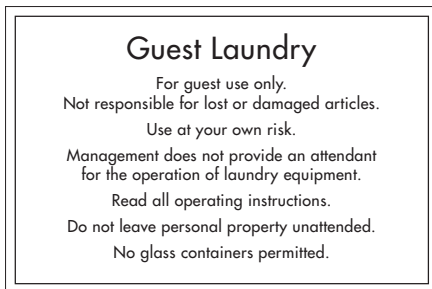 Guest Laundry
For guest use only.
Not responsible for lost or damaged articles.
Use at your own risk.
Management does not provide an attendant
for the operation of laundry equipment.
Read all operating instructions.
Do not leave personal property unattended.
No glass containers permitted.